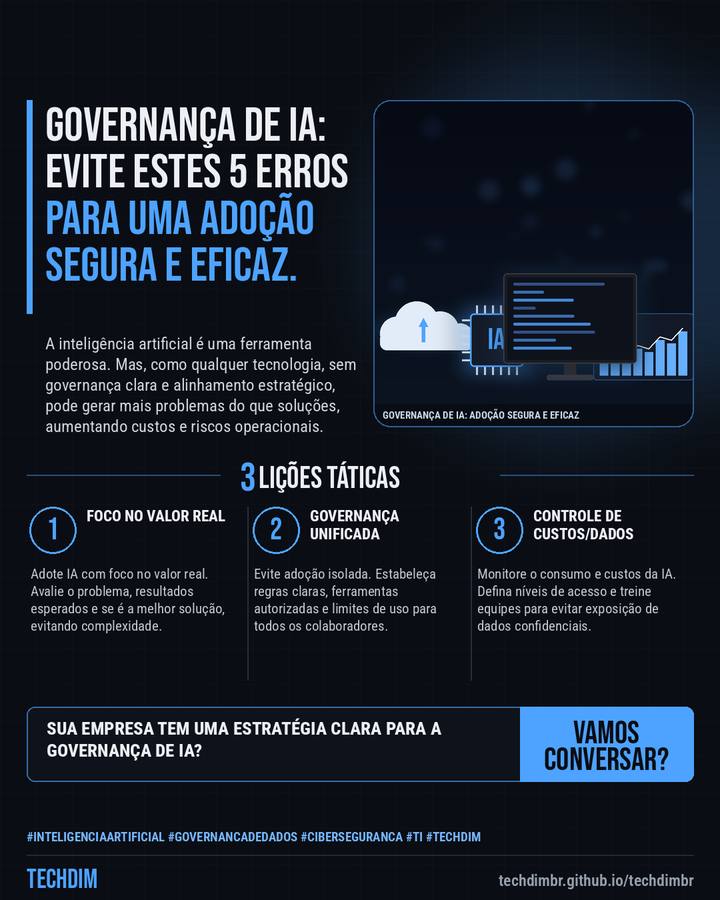 GOVERNANÇA DE IA:
EVITE ESTES 5 ERROS
PARA UMA ADOÇÃO
SEGURA E EFICAZ.
A inteligência artificial é uma ferramenta
poderosa. Mas, como qualquer tecnologia, sem
governança clara e alinhamento estratégico,
pode gerar mais problemas do que soluções,
aumentando custos e riscos operacionais.
IA
GOVERNANÇA DE IA: ADOÇÃO SEGURA E EFICAZ
3 LIÇÕES TÁTICAS
1
FOCO NO VALOR REAL
Adote IA com foco no valor real.
Avalie o problema, resultados
esperados e se é a melhor solução,
evitando complexidade.
2
GOVERNANÇA
UNIFICADA
Evite adoção isolada. Estabeleça
regras claras, ferramentas
autorizadas e limites de uso para
todos os colaboradores.
3
CONTROLE DE
CUSTOS/DADOS
Monitore o consumo e custos da IA.
Defina níveis de acesso e treine
equipes para evitar exposição de
dados confidenciais.
SUA EMPRESA TEM UMA ESTRATÉGIA CLARA PARA A
GOVERNANÇA DE IA?
VAMOS
CONVERSAR?
#INTELIGENCIAARTIFICIAL #GOVERNANCADEDADOS #CIBERSEGURANCA #TI #TECHDIM
TECHDIM
techdimbr.github.io/techdimbr